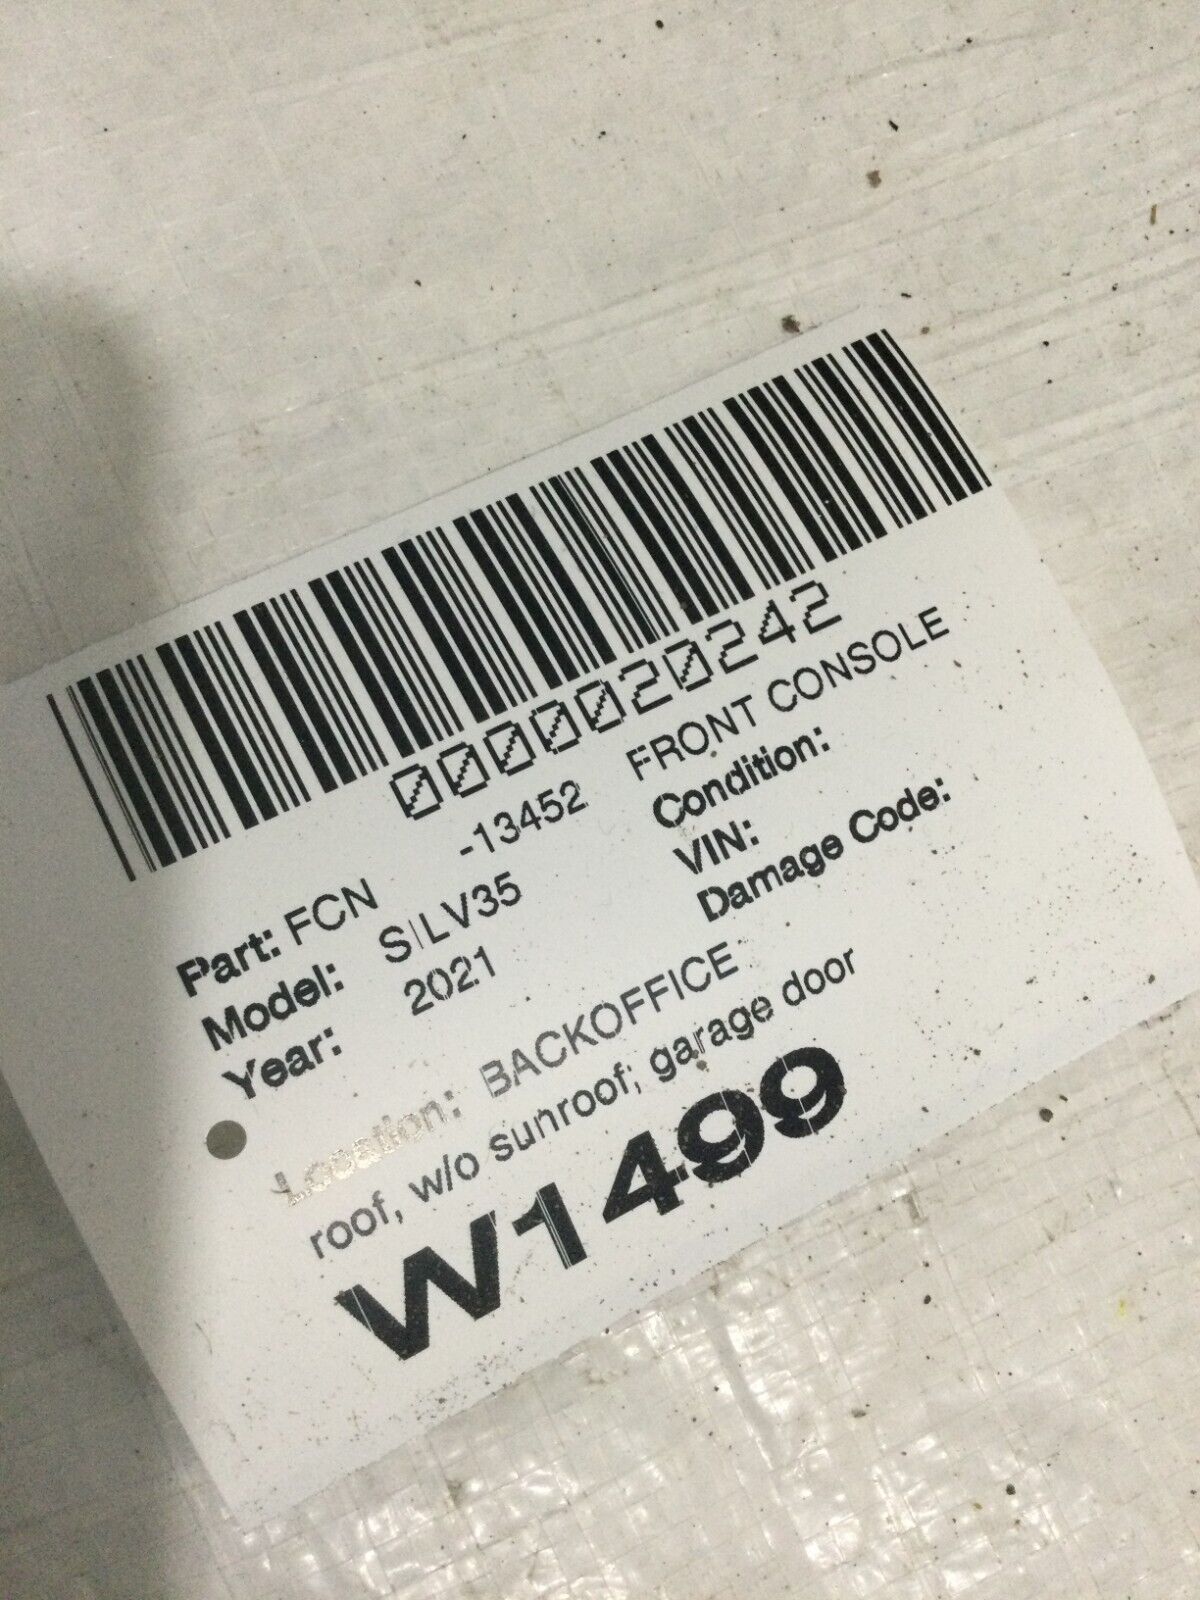 0000020242
Part: FCN -13452 FRONT CONSOLE
Model: SILV35 Condition:
Year: 2021 VIN:
Damage Code:
Location: BACKOFFICE
roof, w/o sunroof; garage door
W1499